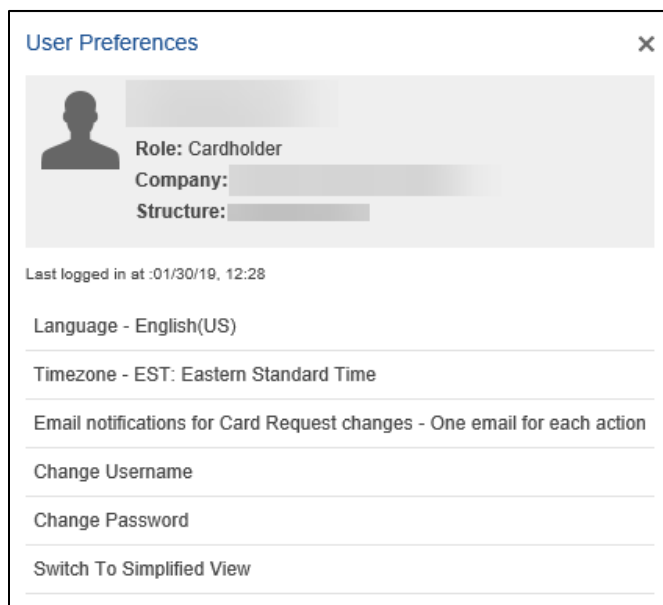 User Preferences
Role: Cardholder
Company:
Structure:
Last logged in at :01/30/19, 12:28
Language - English(US)
Timezone - EST: Eastern Standard Time
Email notifications for Card Request changes - One email for each action
Change Username
Change Password
Switch To Simplified View